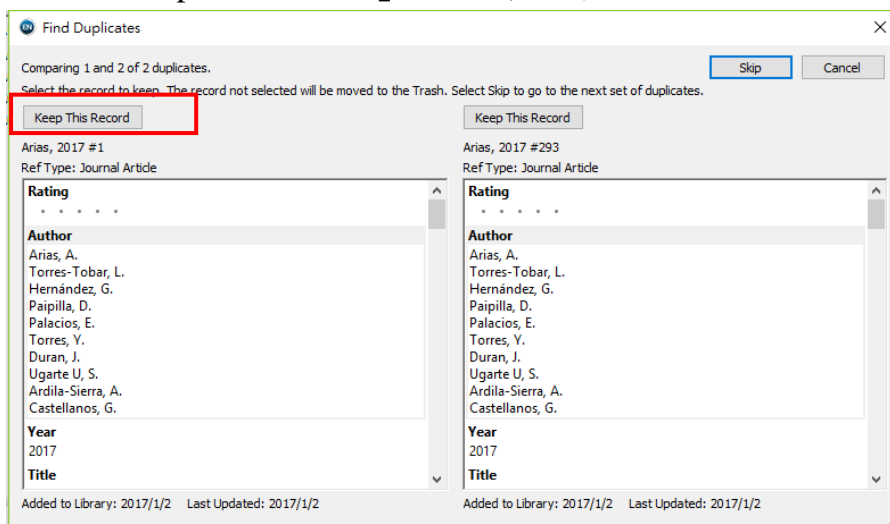 Find Duplicates
Comparing 1 and 2 of 2 duplicates.
Skip
Cancel
Select the record to keep. The record not selected will be moved to the Trash. Select Skip to go to the next set of duplicates.
Keep This Record
Keep This Record
Arias, 2017 #1
Ref Type: Journal Article
Rating
Author
Arias, A.
Torres-Tobar, L.
Hernández, G.
Paipilla, D.
Palacios, E.
Torres, Y.
Duran, J.
Ugarte U, S.
Ardila-Sierra, A.
Castellanos, G.
Year
2017
Title
Added to Library: 2017/1/2 Last Updated: 2017/1/2
Arias, 2017 #293
Ref Type: Journal Article
Rating
Author
Arias, A.
Torres-Tobar, L.
Hernández, G.
Paipilla, D.
Palacios, E.
Torres, Y.
Duran, J.
Ugarte U, S.
Ardila-Sierra, A.
Castellanos, G.
Year
2017
Title
Added to Library: 2017/1/2 Last Updated: 2017/1/2